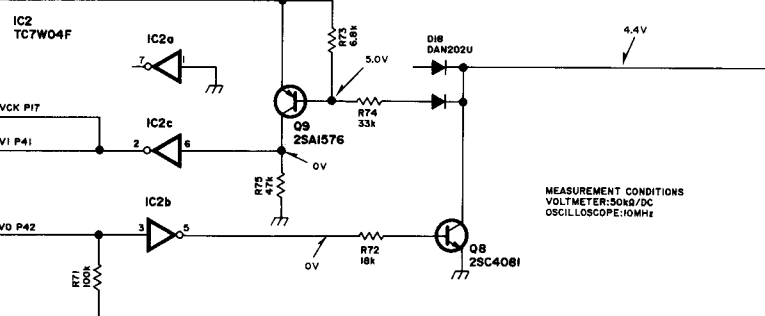 IC2
TC7W04F
IC2a
7
1
R73
6.8k
5.0V
D18
DAN202U
4.4V
R74
33k
Q9
2SA1576
VCK P17
IC2c
V1 P41
2
6
0V
R75
47k
MEASUREMENT CONDITIONS
VOLTMETER:50kΩ/DC
OSCILLOSCOPE:10MHz
IC2b
V0 P42
3
5
0V
R72
18k
Q8
2SC4081
R71
100k